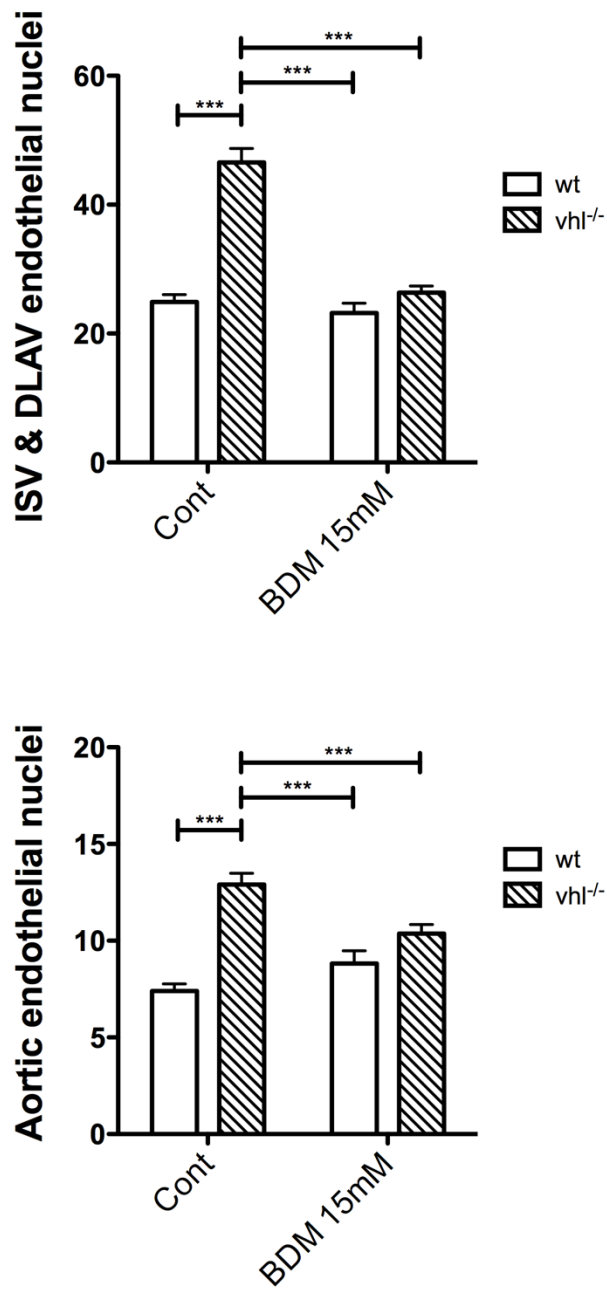 ***
***
***
60
40
20
0
ISV & DLAV endothelial nuclei
wt
vhl-/-
Cont
BDM 15mM
***
***
***
20
15
10
5
0
Aortic endothelial nuclei
wt
vhl-/-
Cont
BDM 15mM